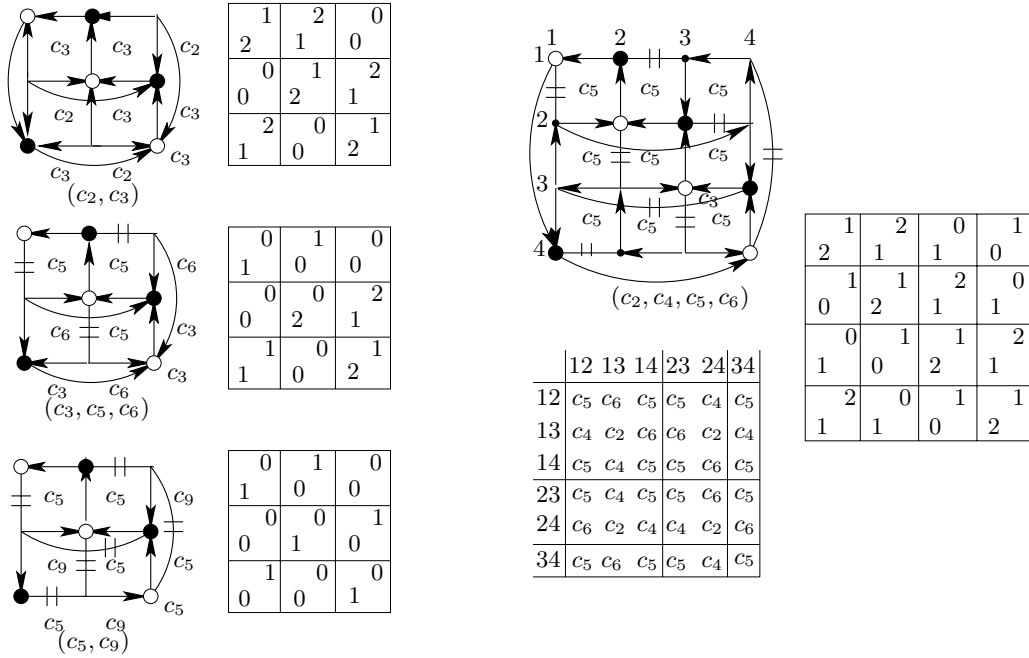 c₃ c₃ c₂
c₂ c₃ c₃
c₃ c₂ c₃
(c₂, c₃)
1 2 0
2 1 0
0 1 2
0 2 1
2 0 1
1 0 2
c₅ c₅ c₆
c₆ c₅ c₃
c₃ c₆ c₃
(c₃, c₅, c₆)
0 1 0
1 0 0
0 0 2
0 2 1
1 0 1
1 0 2
c₅ c₅ c₉
c₉ c₅ c₅
c₅ c₉ c₅
(c₅, c₉)
0 1 0
1 0 0
0 0 1
0 1 0
1 0 0
0 0 1
1 2 3 4
1
c₅ c₅ c₅
2
c₅ c₅ c₅
3
c₃
c₅ c₅ c₅
4
(c₂, c₄, c₅, c₆)
12 13 14 23 24 34
12 c₅ c₆ c₅ c₅ c₄ c₅
13 c₄ c₂ c₆ c₆ c₂ c₄
14 c₅ c₄ c₅ c₅ c₆ c₅
23 c₅ c₄ c₅ c₅ c₆ c₅
24 c₆ c₂ c₄ c₄ c₂ c₆
34 c₅ c₆ c₅ c₅ c₄ c₅
1 2 0 1
2 1 1 0
1 1 2 0
0 2 1 1
0 1 1 2
1 0 2 1
2 0 1 1
1 1 0 2